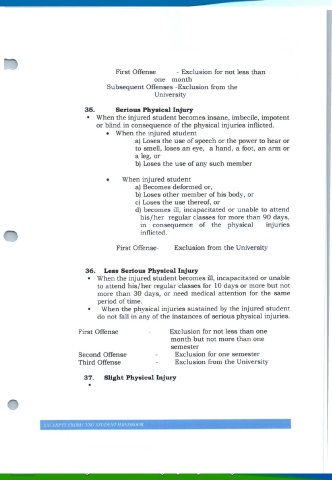 First Offense - Exclusion for not less than
one month
Subsequent Offenses -Exclusion from the
University
35. Serious Physical Injury
• When the injured student becomes insane, imbecile, impotent
or blind in consequence of the physical injuries inflicted.
• When the injured student
a) Loses the use of speech or the power to hear or
to smell, loses an eye, a hand, a foot, an arm or
a leg, or
b) Loses the use of any such member
• When injured student
a) Becomes deformed or,
b) Loses other member of his body, or
c) Loses the use thereof, or
d) becomes ill, incapacitated or unable to attend
his/her regular classes for more than 90 days,
in consequence of the physical injuries
inflicted.
First Offense- Exclusion from the University
36. Less Serious Physical Injury
• When the injured student becomes ill, incapacitated or unable
to attend his/her regular classes for 10 days or more but not
more than 30 days, or need medical attention for the same
period of time.
• When the physical injuries sustained by the injured student
do not fall in any of the instances of serious physical injuries.
First Offense - Exclusion for not less than one
month but not more than one
semester
Second Offense - Exclusion for one semester
Third Offense - Exclusion from the University
37. Slight Physical Injury
•
EXCERPTS FROM: THE STUDENT HANDBOOK